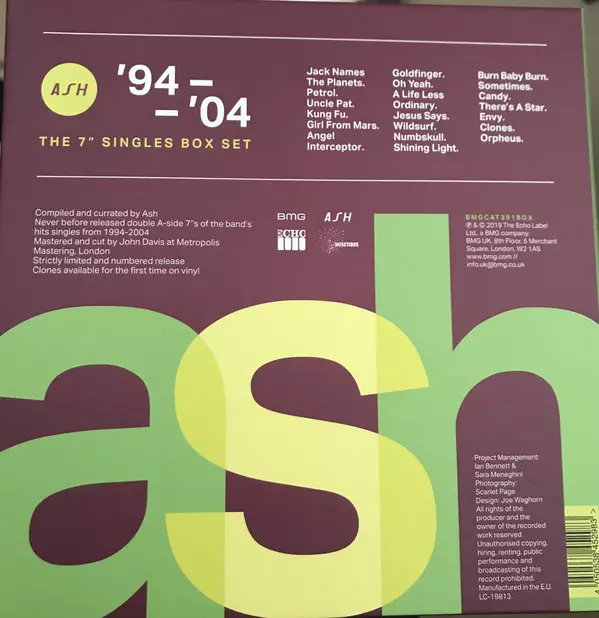 ASH
'94 –
– '04
THE 7" SINGLES BOX SET
Jack Names
The Planets.
Petrol.
Uncle Pat.
Kung Fu.
Girl From Mars.
Angel
Interceptor.
Goldfinger.
Oh Yeah.
A Life Less
Ordinary.
Jesus Says.
Wildsurf.
Numbskull.
Shining Light.
Burn Baby Burn.
Sometimes.
Candy.
There's A Star.
Envy.
Clones.
Orpheus.
Compiled and currated by Ash
Never before released double A-side 7"s of the band's
hits singles from 1994-2004
Mastered and cut by John Davis at Metropolis
Mastering, London
Strictly limited and numbered release
Clones available for the first time on vinyl
BMG
ASH
ECHO
INFECTIOUS
BMGCAT391BOX
℗ & © 2019 The Echo Label
Ltd., a BMG company.
BMG UK, 8th Floor, 5 Merchant
Square, London, W2 1AS
www.bmg.com //
info.uk@bmg.co.uk
ash
Project Management:
Ian Bennett &
Sara Meneghini
Photography:
Scarlet Page
Design: Joe Waghorn
All rights of the
producer and the
owner of the recorded
work reserved.
Unauthorised copying,
hiring, renting, public
performance and
broadcasting of this
record prohibited.
Manufactured in the E.U.
LC-19813.
4 050538 452983 >